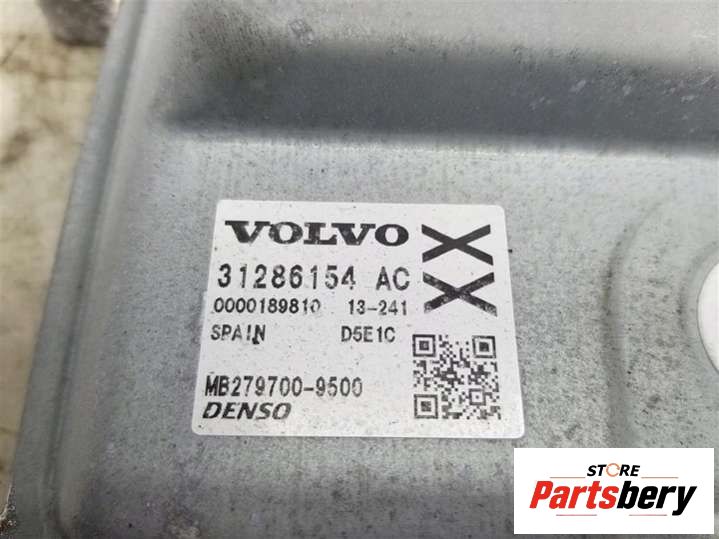 VOLVO XX
31286154 AC
0000189810 13-241
SPAIN D5E1C
MB279700-9500
DENSO
STORE
Partsbery